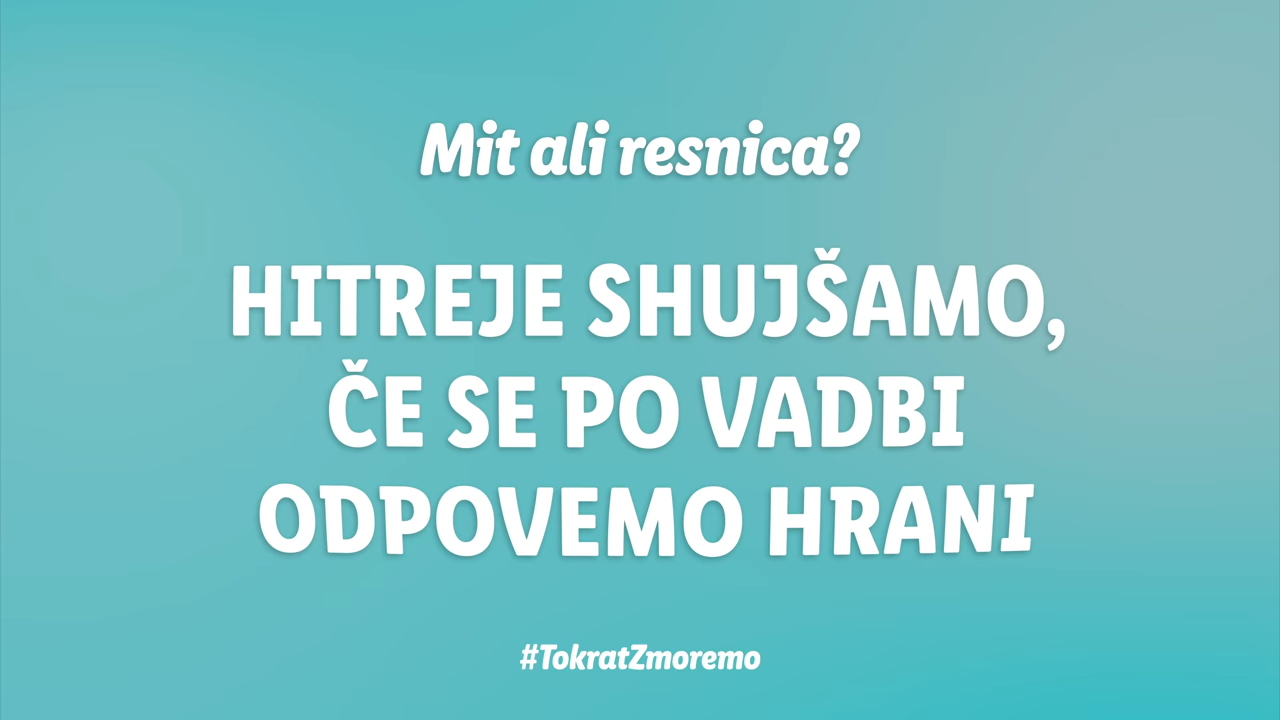 Mit ali resnica?
HITREJE SHUJŠAMO,
ČE SE PO VADBI
ODPOVEMO HRANI
#TokratZmoremo